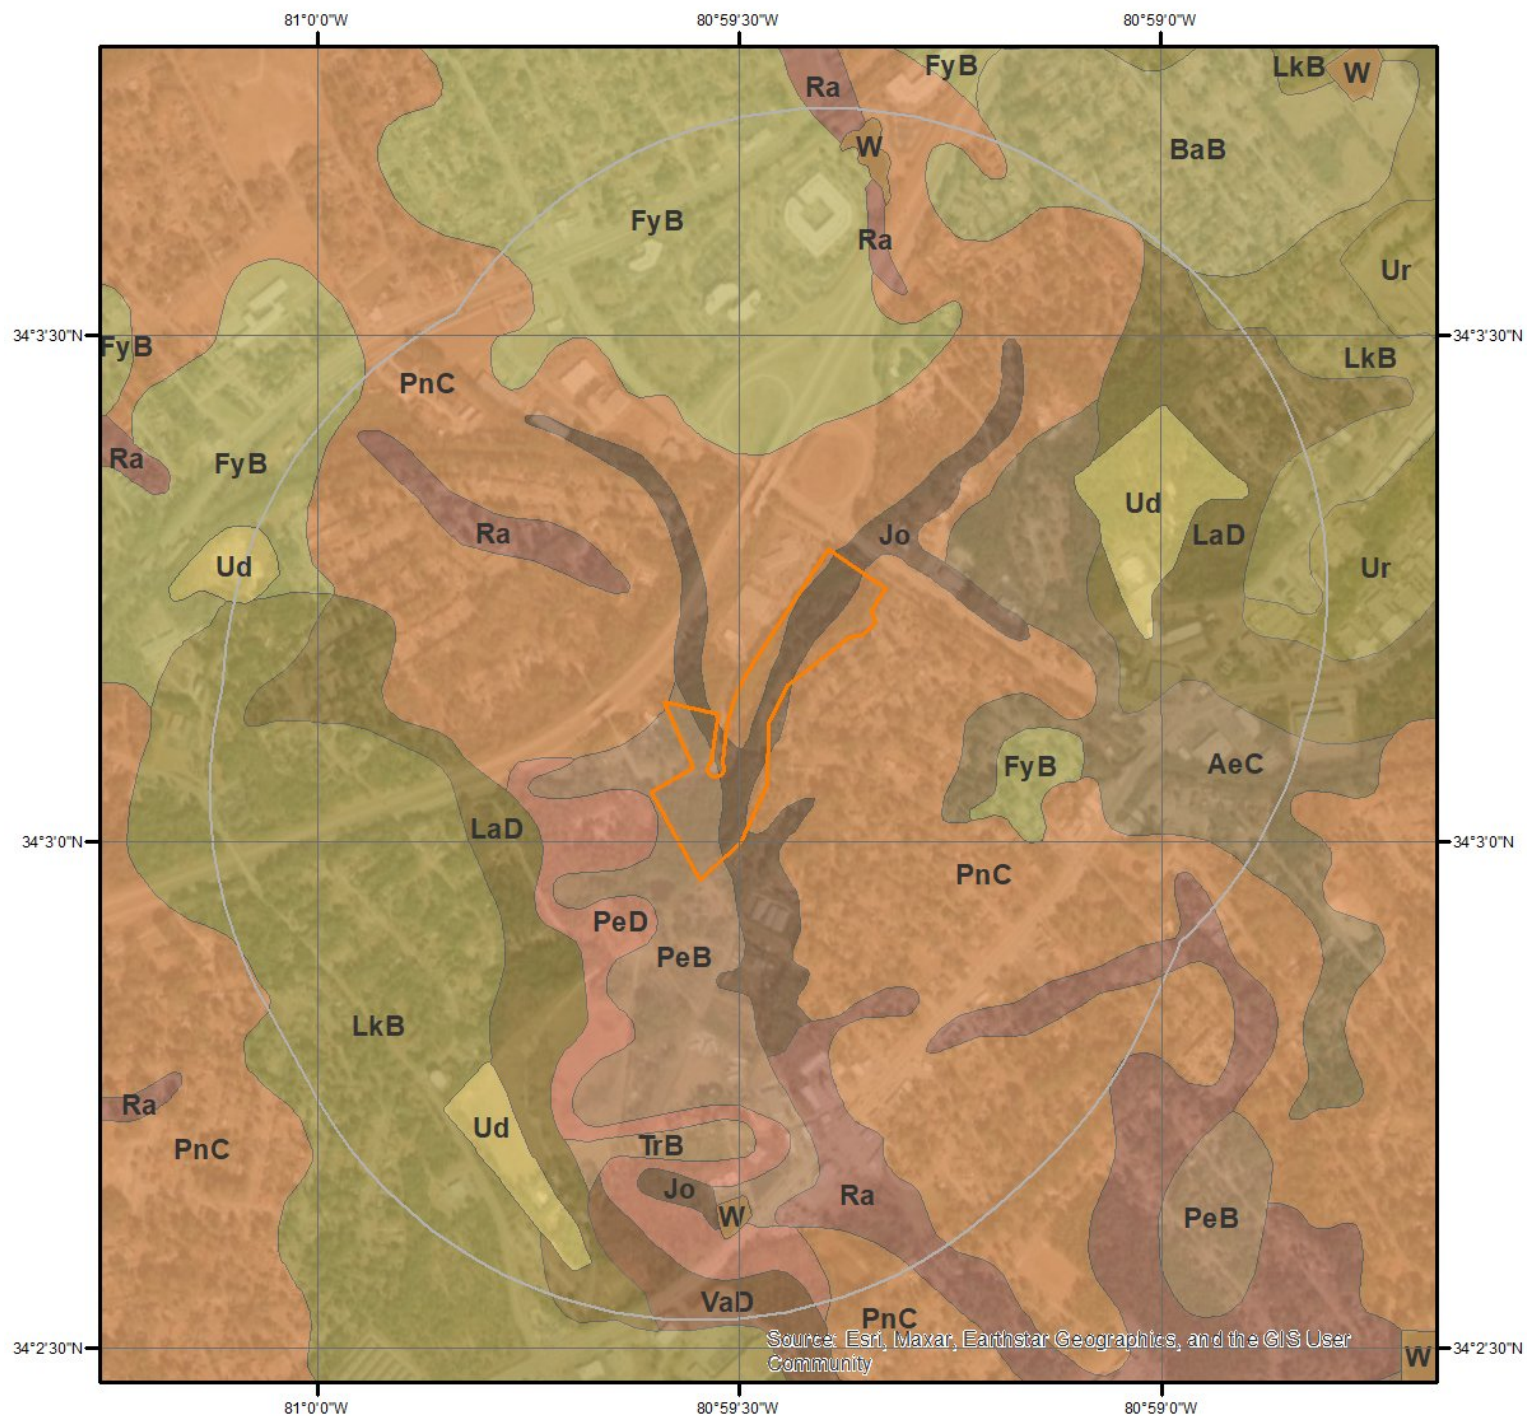 81°0'0"W 80°59'30"W 80°59'0"W
FyB LkB W
Ra
W BaB
FyB
Ra
Ur
34°3'30"N 34°3'30"N
FyB
LkB
PnC
Ra FyB
Ud
Ra Jo LaD
Ud Ur
FyB AeC
LaD
34°3'0"N 34°3'0"N
PnC
PeD
PeB
LkB
Ra
Ud
PnC TrB
Jo Ra
W PeB
VaD
PnC
Source: Esri, Maxar, Earthstar Geographics, and the GIS User
Community
34°2'30"N W 34°2'30"N
81°0'0"W 80°59'30"W 80°59'0"W